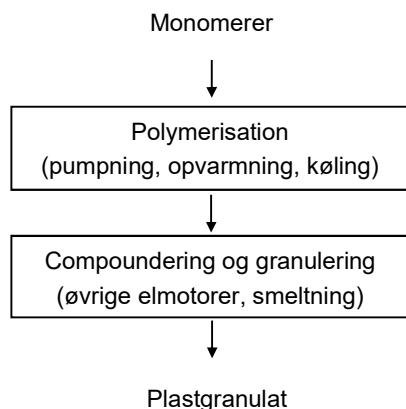 Monomerer
Polymerisation
(pumpning, opvarmning, køling)
Compoundering og granulering
(øvrige elmotorer, smeltning)
Plastgranulat